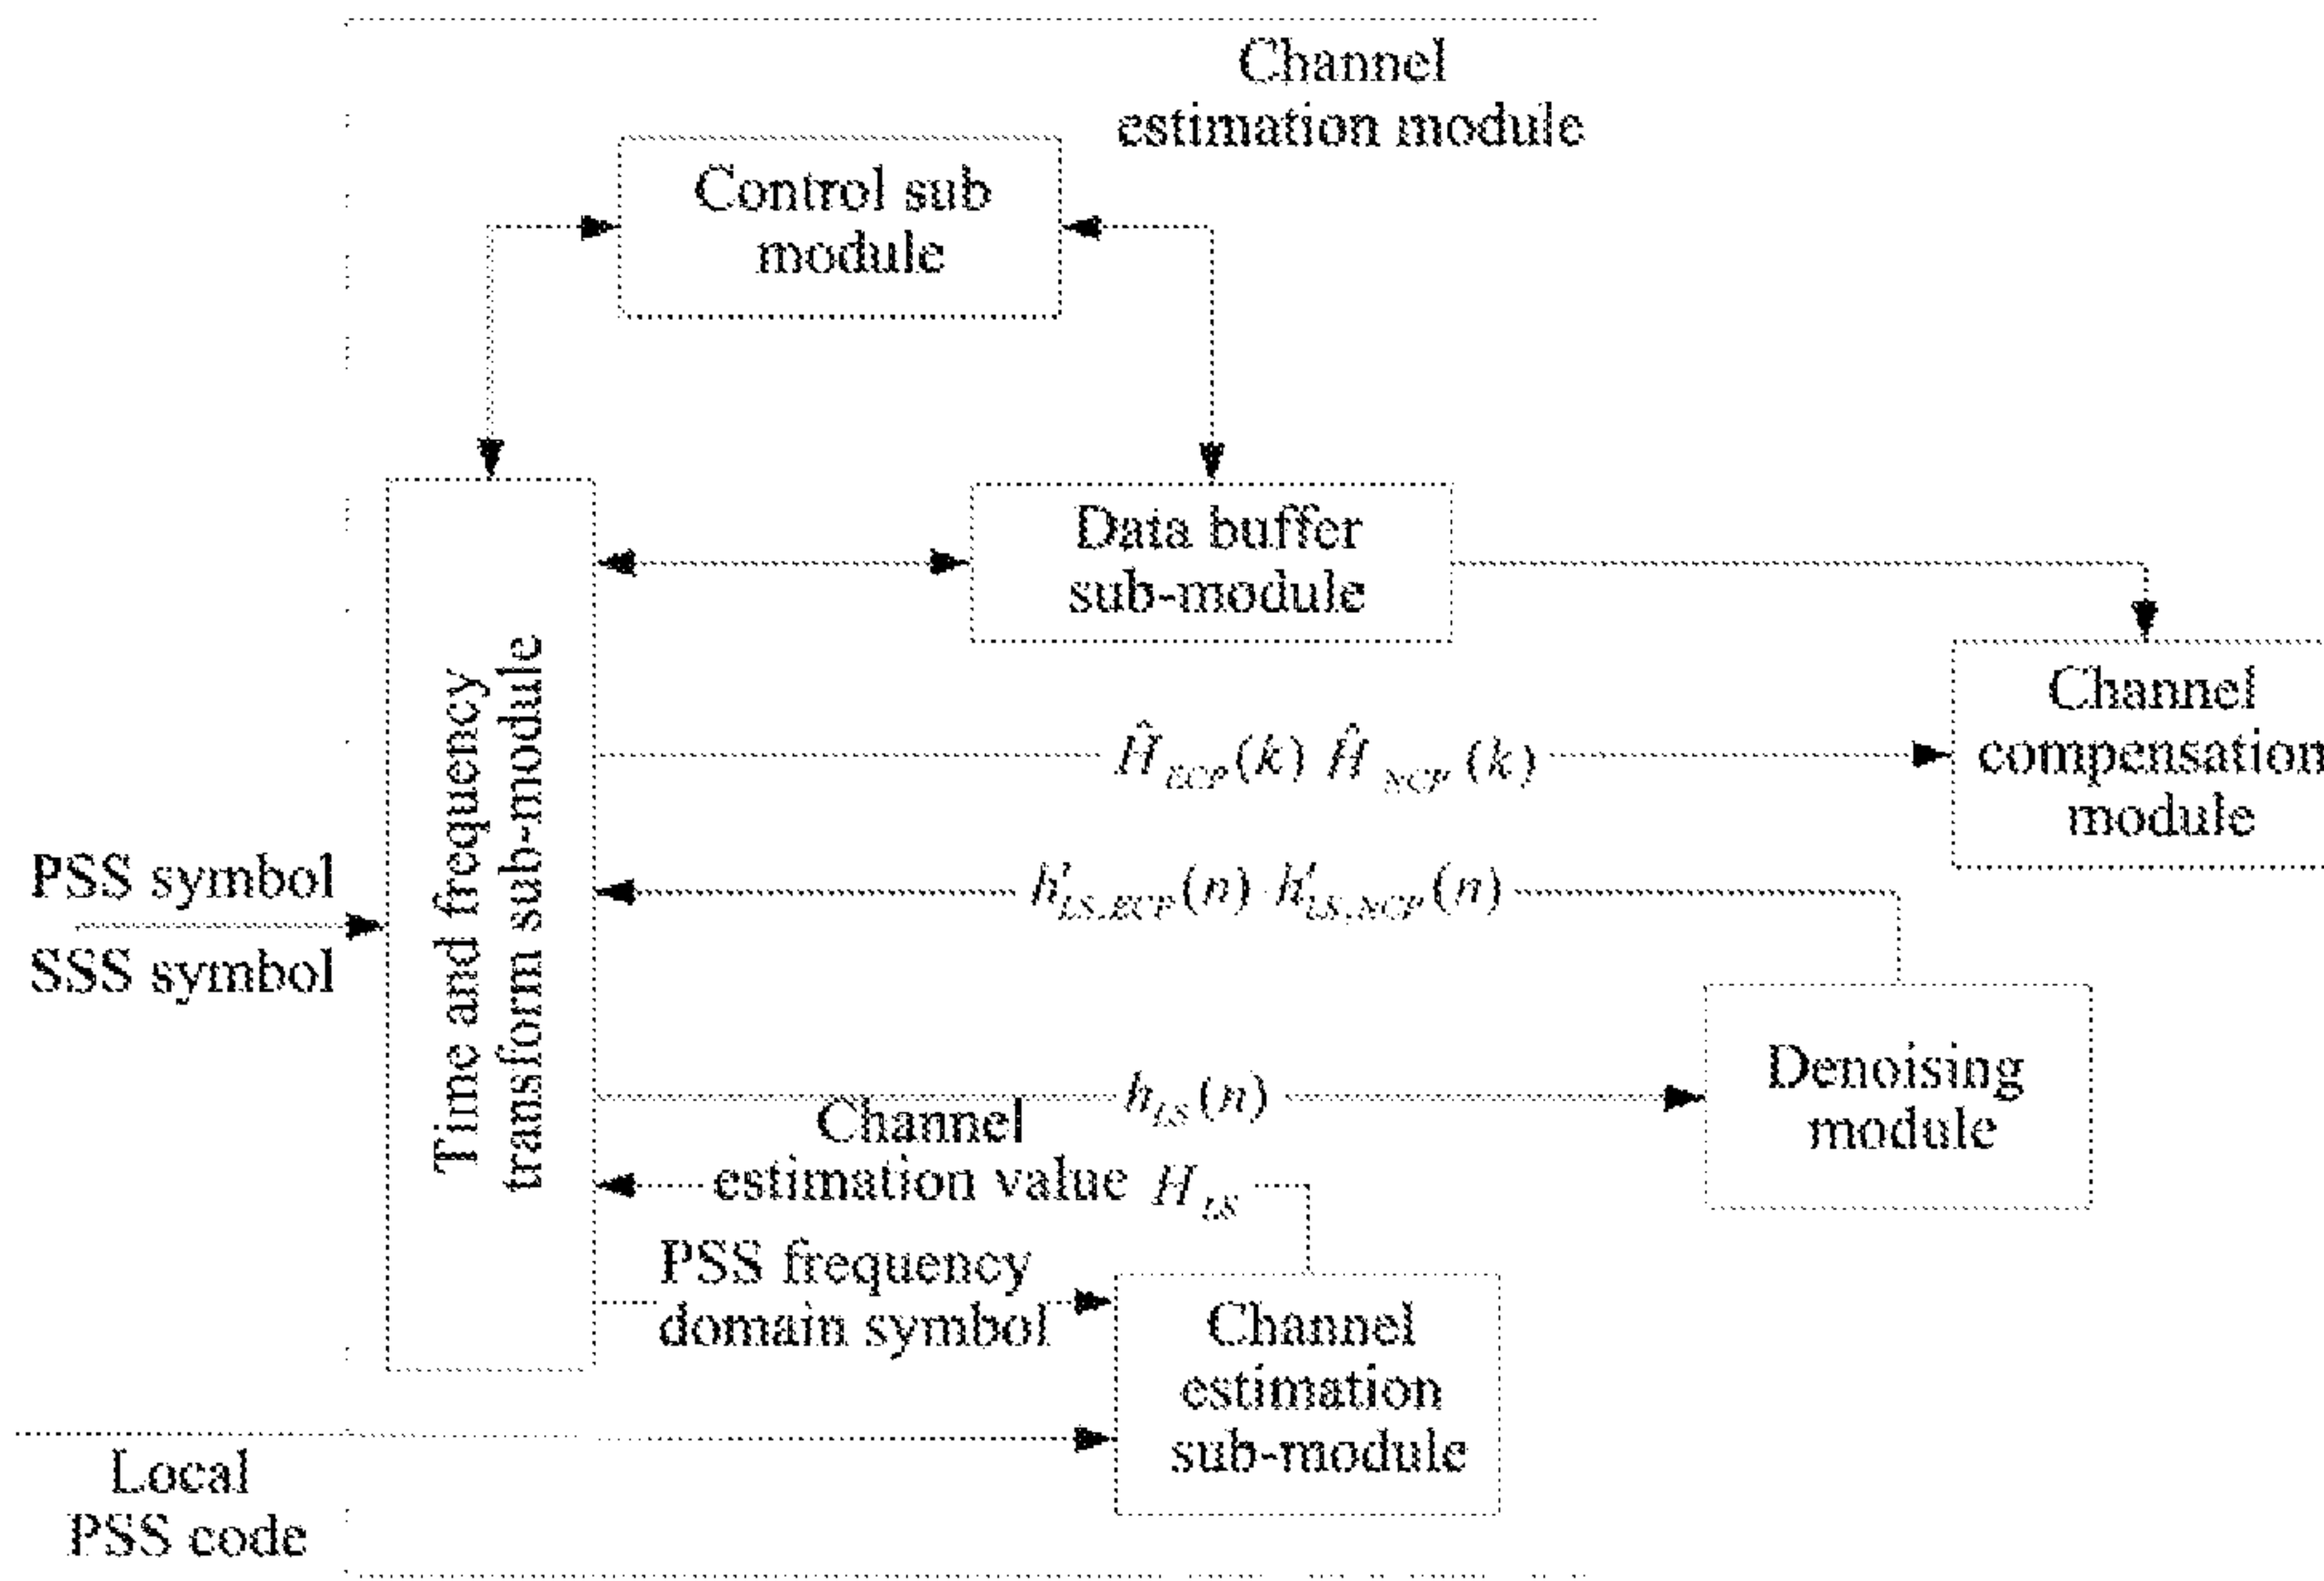 Channel
estimation module
Control sub
module
Data buffer
sub-module
Time and frequency
transform sub-module
Channel
compensation
module
Ĥ_ECP(k) Ĥ_NCP(k)
PSS symbol
SSS symbol
h'_LS,ECP(n) h'_LS,NCP(n)
Denoising
module
h_LS(n)
Channel
estimation value H_LS
PSS frequency
domain symbol
Channel
estimation
sub-module
Local
PSS code